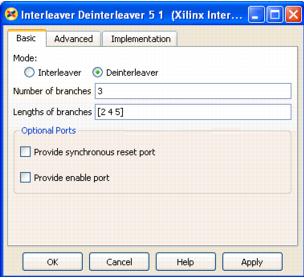 Interleaver Deinterleaver 5 1 (Xilinx Inter...
Basic
Advanced
Implementation
Mode:
Interleaver
Deinterleaver
Number of branches 3
Lengths of branches [2 4 5]
Optional Ports
Provide synchronous reset port
Provide enable port
OK
Cancel
Help
Apply